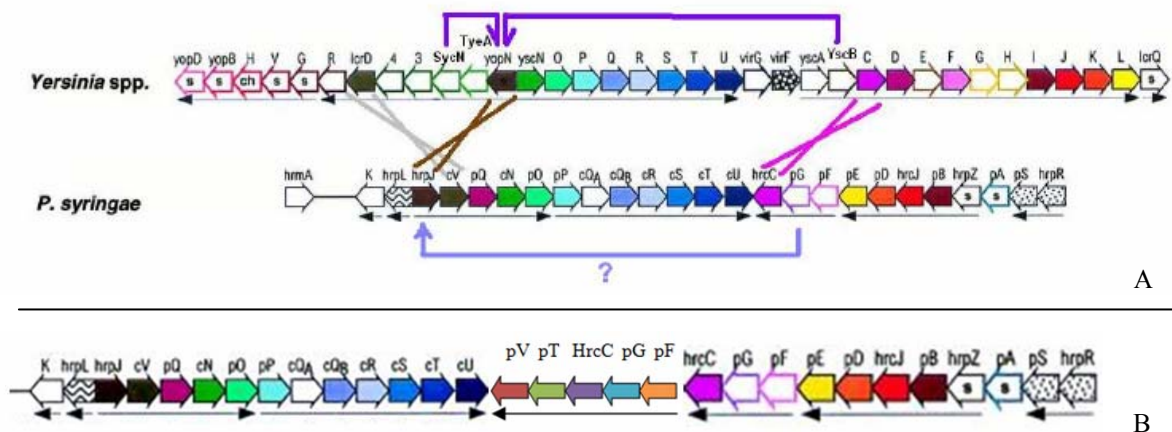 TyeA
SycN YscB
yopD yopB H V G R lcrD 4 3 yopN yscN O P Q R S T U virG virF yscA C D E F G H I J K L lcrQ
Yersinia spp. s s ch s s s s
hrmA K hrpL hrpJ cV pQ cN pO pP cQA cQB cR cS cT cU hrcC pG pF pE pD hrcJ pB hrpZ pA pS hrpR
P. syringae s s
?
A
K hrpL hrpJ cV pQ cN pO pP cQA cQB cR cS cT cU pV pT HrcC pG pF hrcC pG pF pE pD hrcJ pB hrpZ pA pS hrpR
s s
B